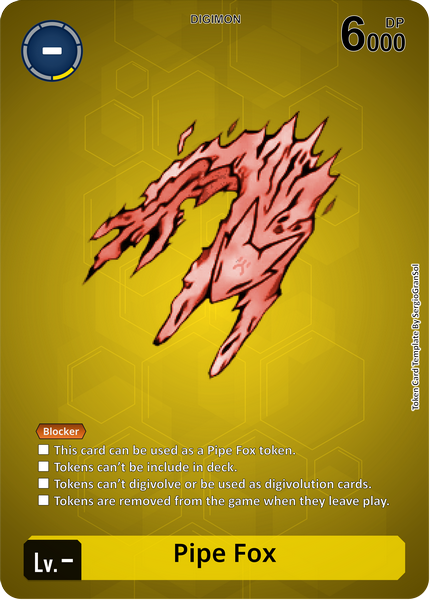 DIGIMON
-
DP
6000
Token Card Template By SergioGranSol
Blocker
This card can be used as a Pipe Fox token.
Tokens can't be include in deck.
Tokens can't digivolve or be used as digivolution cards.
Tokens are removed from the game when they leave play.
Lv.-
Pipe Fox